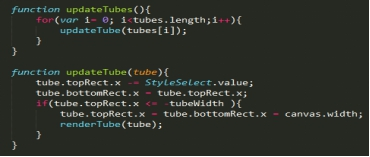 function updateTubes(){
for(var i= 0; i<tubes.length;i++){
updateTube(tubes[i]);
}
}
function updateTube(tube){
tube.topRect.x -= StyleSelect.value;
tube.bottomRect.x = tube.topRect.x;
if(tube.topRect.x <= -tubeWidth ){
tube.topRect.x = tube.bottomRect.x = canvas.width;
renderTube(tube);
}
}